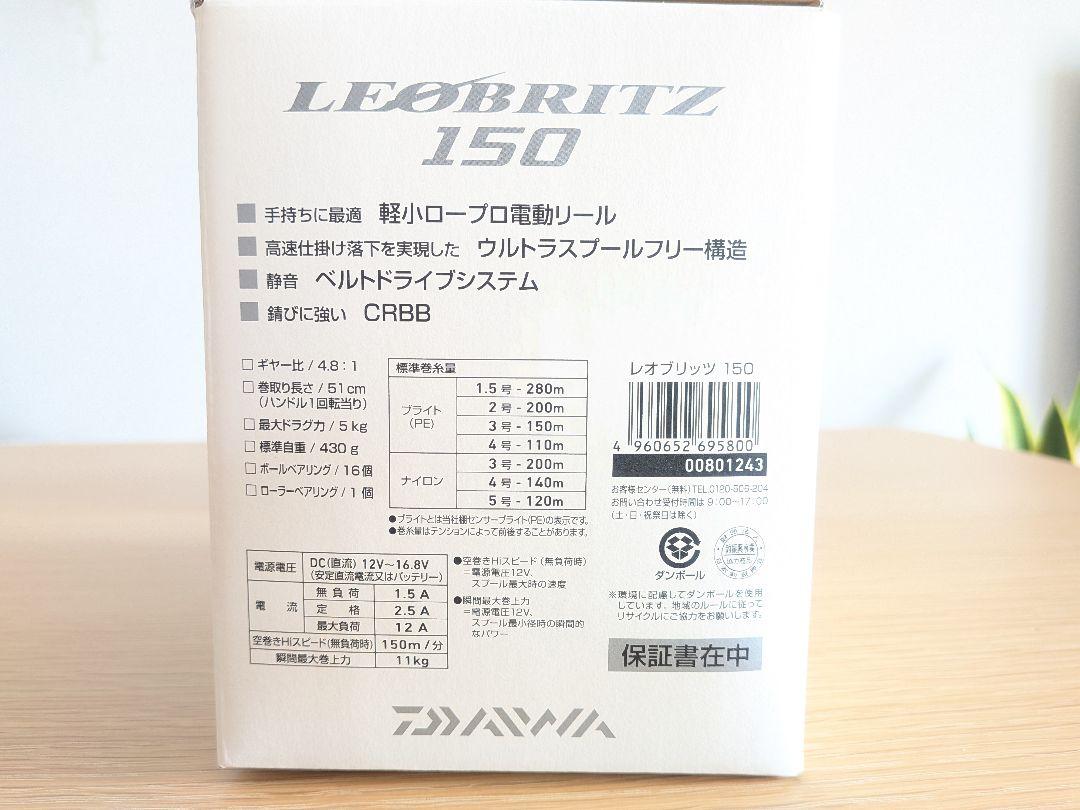 LEOBRITZ
150
■ 手持ちに最適 軽小ロープロ電動リール
■ 高速仕掛け落下を実現した ウルトラスプールフリー構造
■ 静音 ベルトドライブシステム
■ 錆びに強い CRBB
□ ギヤー比 / 4.8：1
□ 巻取り長さ / 51cm
(ハンドル1回転当り)
□ 最大ドラグ力 / 5kg
□ 標準自重 / 430g
□ ボールベアリング / 16個
□ ローラーベアリング / 1個
標準巻糸量
ブライト
(PE)
1.5号 - 280m
2号 - 200m
3号 - 150m
4号 - 110m
ナイロン
3号 - 200m
4号 - 140m
5号 - 120m
●ブライトとは当社棚センサーブライト(PE)の表示です。
●巻糸量はテンションによって前後することがあります。
レオブリッツ 150
4 960652 695800
00801243
お客様センター(無料)TEL.0120-506-204
お問い合わせ受付時間は9：00～17：00
(土・日・祝祭日は除く)
ダンボール
※環境に配慮してダンボールを使用
しています。地域のルールに従って
リサイクルにご協力をお願いします。
保証書在中
電源電圧 DC(直流) 12V～16.8V
(安定直流電流又はバッテリー)
電流
無負荷 1.5A
定格 2.5A
最大負荷 12A
空巻きHiスピード(無負荷時) 150m/分
瞬間最大巻上力 11kg
●空巻きHiスピード (無負荷時)
＝電源電圧12V、
スプール最大時の速度
●瞬間最大巻上力
＝電源電圧12V、
スプール最小径時の瞬間的
なパワー
DAIWA